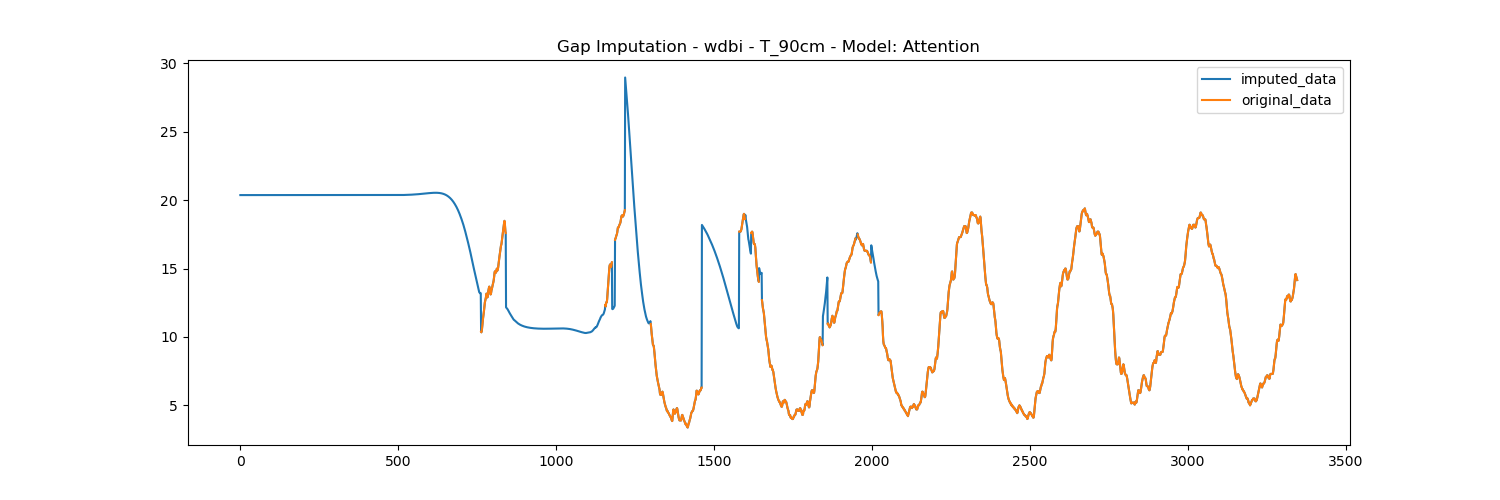 Gap Imputation - wdbi - T_90cm - Model: Attention
imputed_data
original_data
30
25
20
15
10
5
0 500 1000 1500 2000 2500 3000 3500